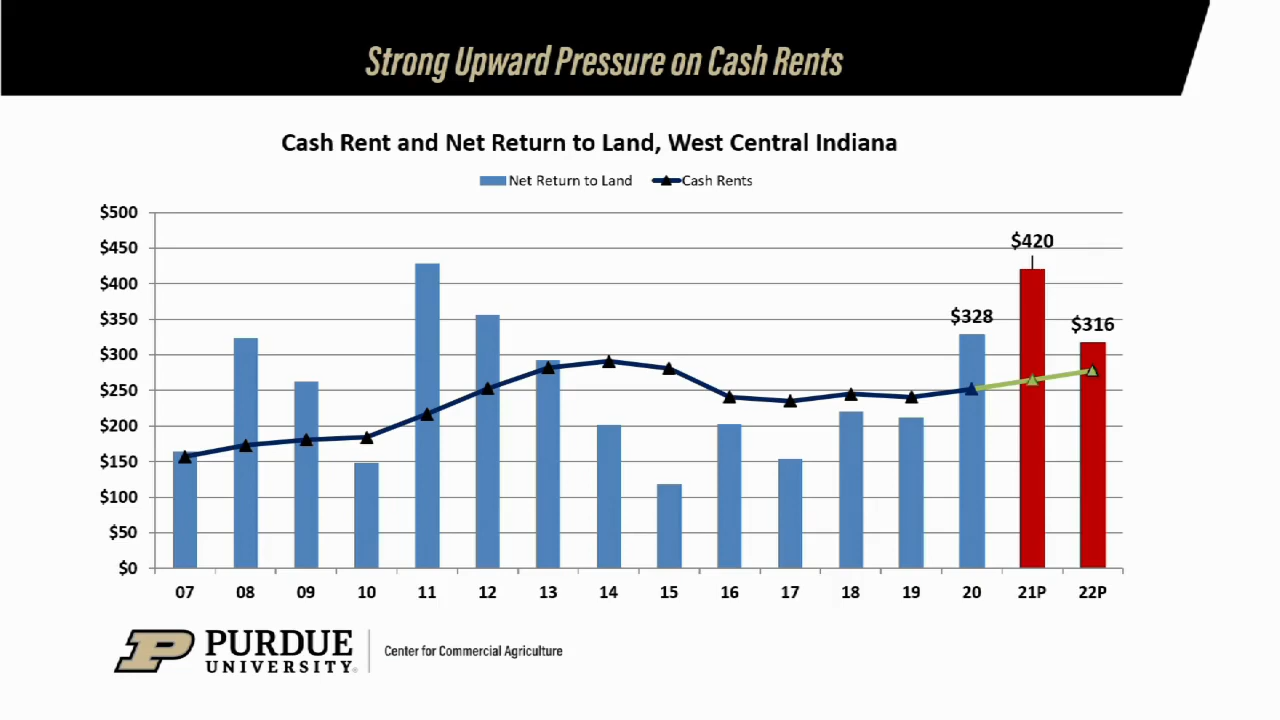 Strong Upward Pressure on Cash Rents
Cash Rent and Net Return to Land, West Central Indiana
Net Return to Land Cash Rents
$500
$450
$400
$350
$300
$250
$200
$150
$100
$50
$0
$328
$420
$316
07 08 09 10 11 12 13 14 15 16 17 18 19 20 21P 22P
P PURDUE UNIVERSITY®
Center for Commercial Agriculture